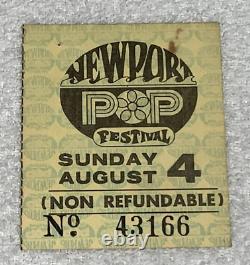 NEWPORT
POP
FESTIVAL
SUNDAY
AUGUST 4
(NON REFUNDABLE)
Nº 43166